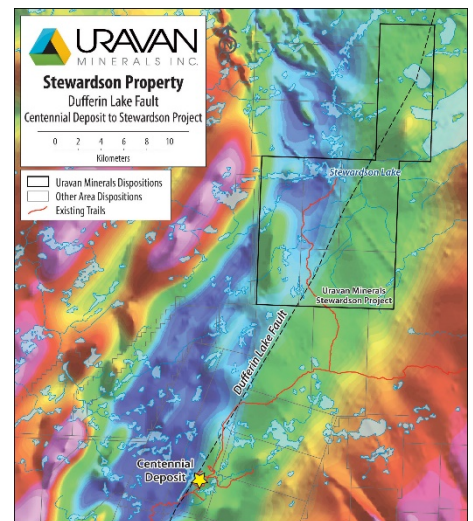 URAVAN
MINERALS INC.
Stewardson Property
Dufferin Lake Fault
Centennial Deposit to Stewardson Project
0 2 4 6 8 10
Kilometers
Uravan Minerals Dispositions
Other Area Dispositions
Existing Trails
Stewardson Lake
Uravan Minerals
Stewardson Project
Dufferin Lake Fault
Centennial
Deposit